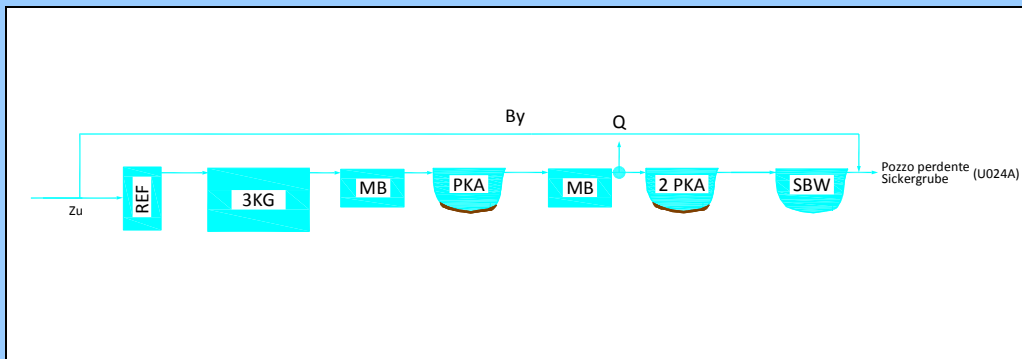 By
Q
Zu
REF
3KG
MB
PKA
MB
2 PKA
SBW
Pozzo perdente
Sickergrube (U024A)